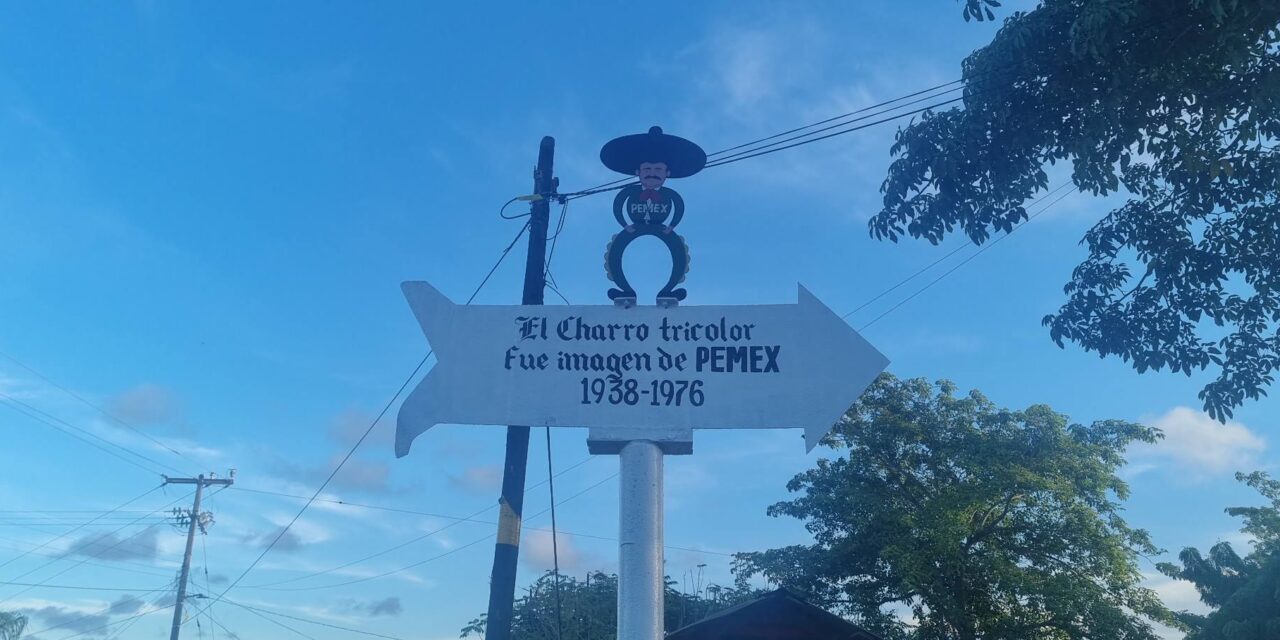 PEMEX
El Charro tricolor
fue imagen de PEMEX
1938-1976